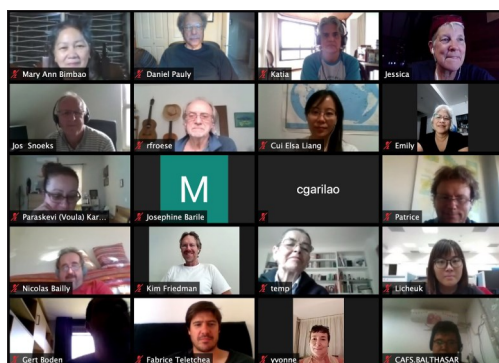 Mary Ann Bimbao
Daniel Pauly
Katia
Jessica
Jos Snoeks
rfroese
Cui Elsa Liang
Emily
Paraskevi (Voula) Kar...
M
Josephine Barile
cgarilao
Patrice
Nicolas Bailly
Kim Friedman
temp
Licheuk
Gert Boden
Fabrice Teletchea
yvonne
CAFS.BALTHASAR